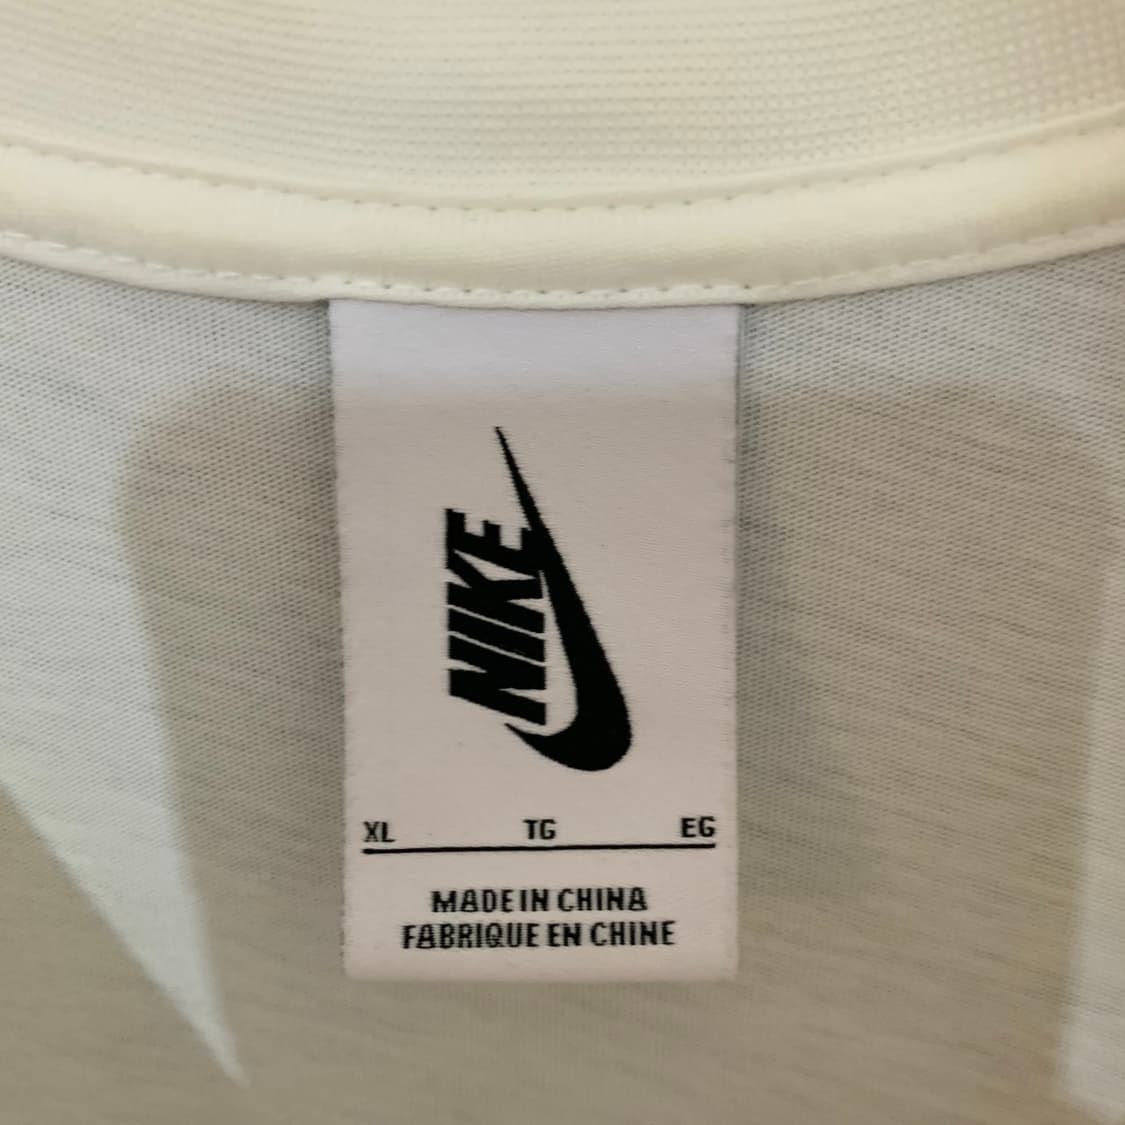 NIKE
XL TG EG
MADE IN CHINA
FABRIQUE EN CHINE